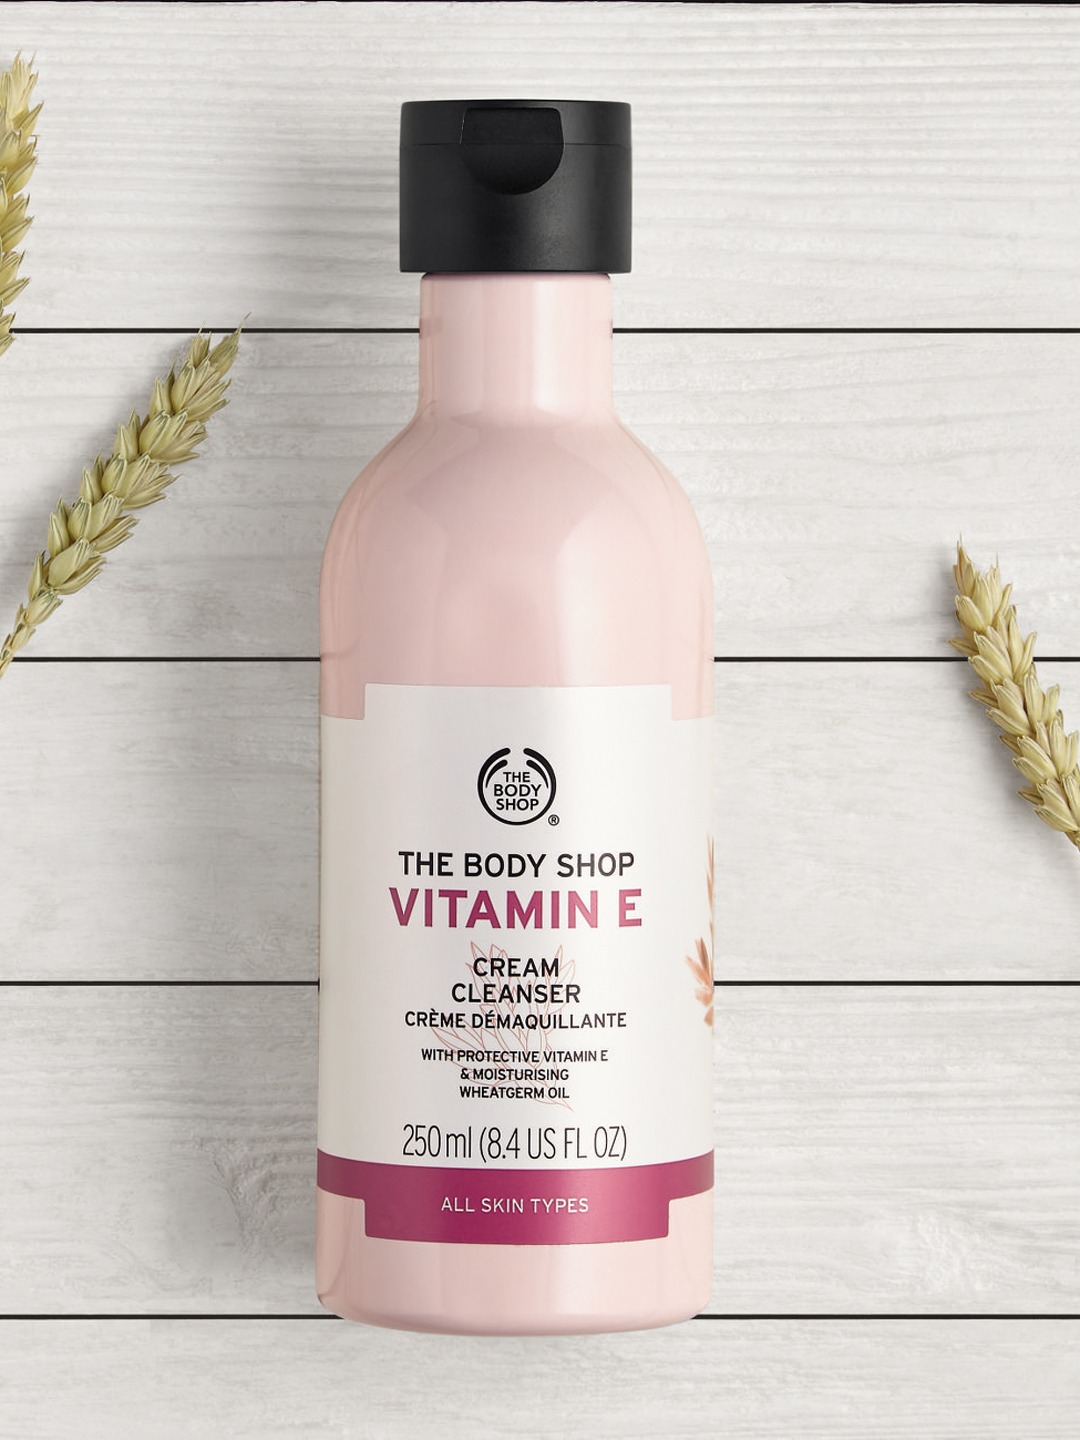 THE
BODY
SHOP
®
THE BODY SHOP
VITAMIN E
CREAM
CLEANSER
CRÈME DÉMAQUILLANTE
WITH PROTECTIVE VITAMIN E
& MOISTURISING
WHEATGERM OIL
250 ml (8.4 US FL OZ)
ALL SKIN TYPES